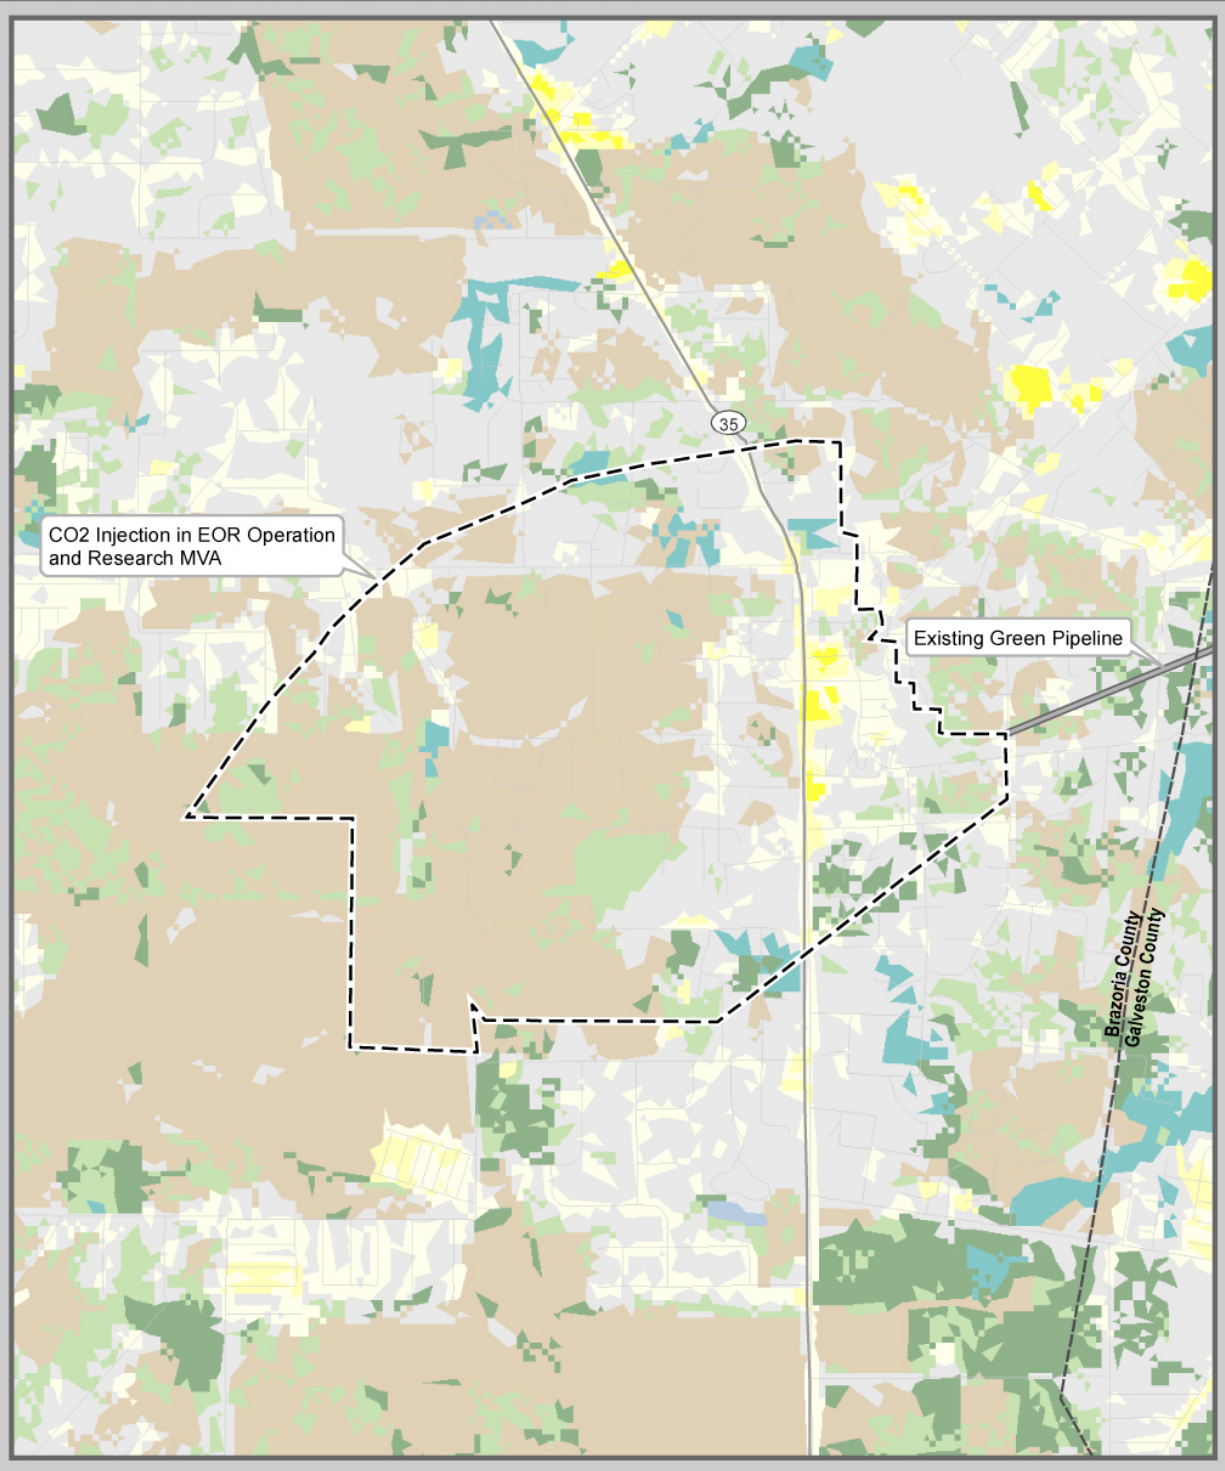 35
CO2 Injection in EOR Operation
and Research MVA
Existing Green Pipeline
Brazoria County
Galveston County